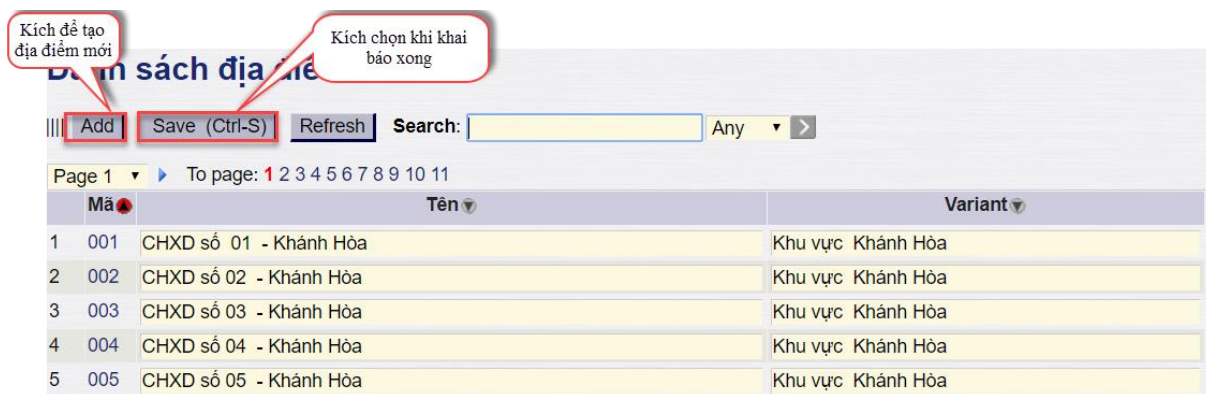 Kích để tạo
địa điểm mới
Kích chọn khi khai
báo xong
sách địa
Add Save (Ctrl-S) Refresh Search: Any
Page 1 To page: 1 2 3 4 5 6 7 8 9 10 11
Mã Tên Variant
1 001 CHXD số 01 - Khánh Hòa Khu vực Khánh Hòa
2 002 CHXD số 02 - Khánh Hòa Khu vực Khánh Hòa
3 003 CHXD số 03 - Khánh Hòa Khu vực Khánh Hòa
4 004 CHXD số 04 - Khánh Hòa Khu vực Khánh Hòa
5 005 CHXD số 05 - Khánh Hòa Khu vực Khánh Hòa